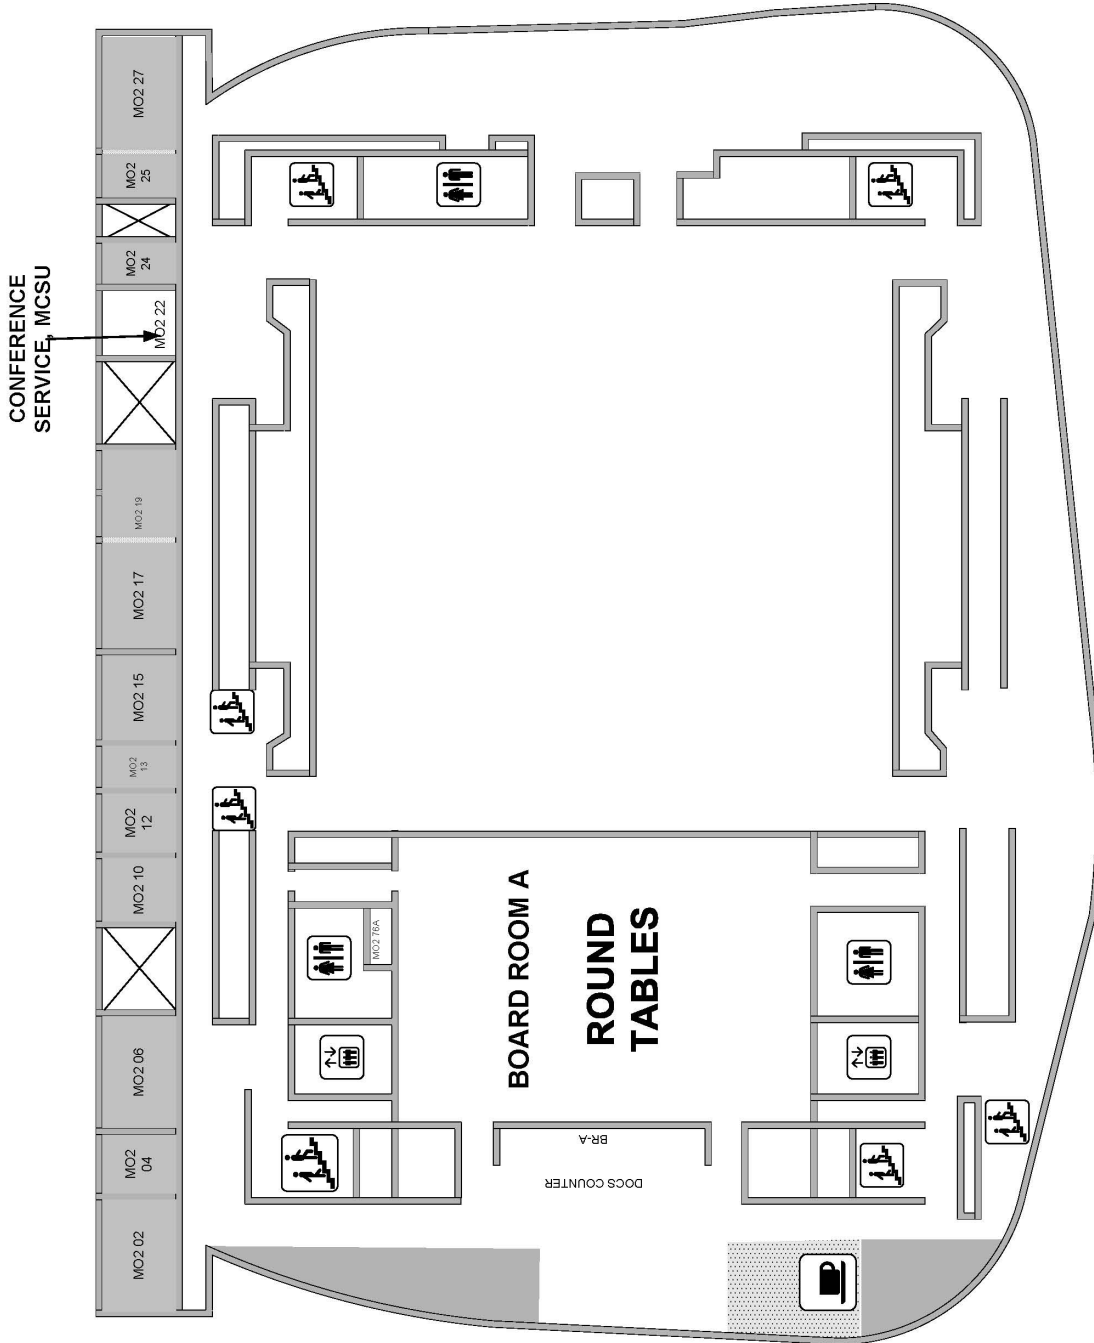 CONFERENCE
SERVICE, MCSU
MO2 27
MO2
25
MO2
24
MO2 22
MO2 19
MO2 17
MO2 15
MO2
13
MO2
12
MO2 10
MO2 06
MO2
04
MO2 02
MO2 76A
BOARD ROOM A
ROUND
TABLES
BR-A
DOCS COUNTER